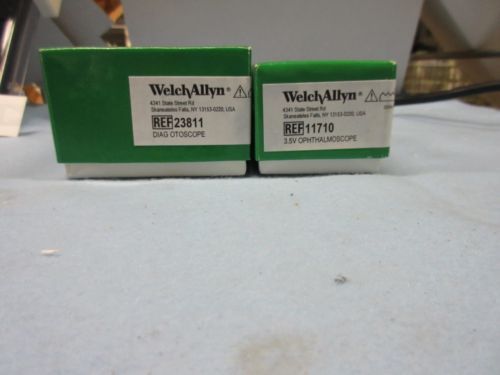 WelchAllyn®
4341 State Street Rd
Skaneateles Falls, NY 13153-0220, USA
REF 23811
DIAG OTOSCOPE
WelchAllyn®
4341 State Street Rd
Skaneateles Falls, NY 13153-0220, USA
REF 11710
3.5V OPHTHALMOSCOPE